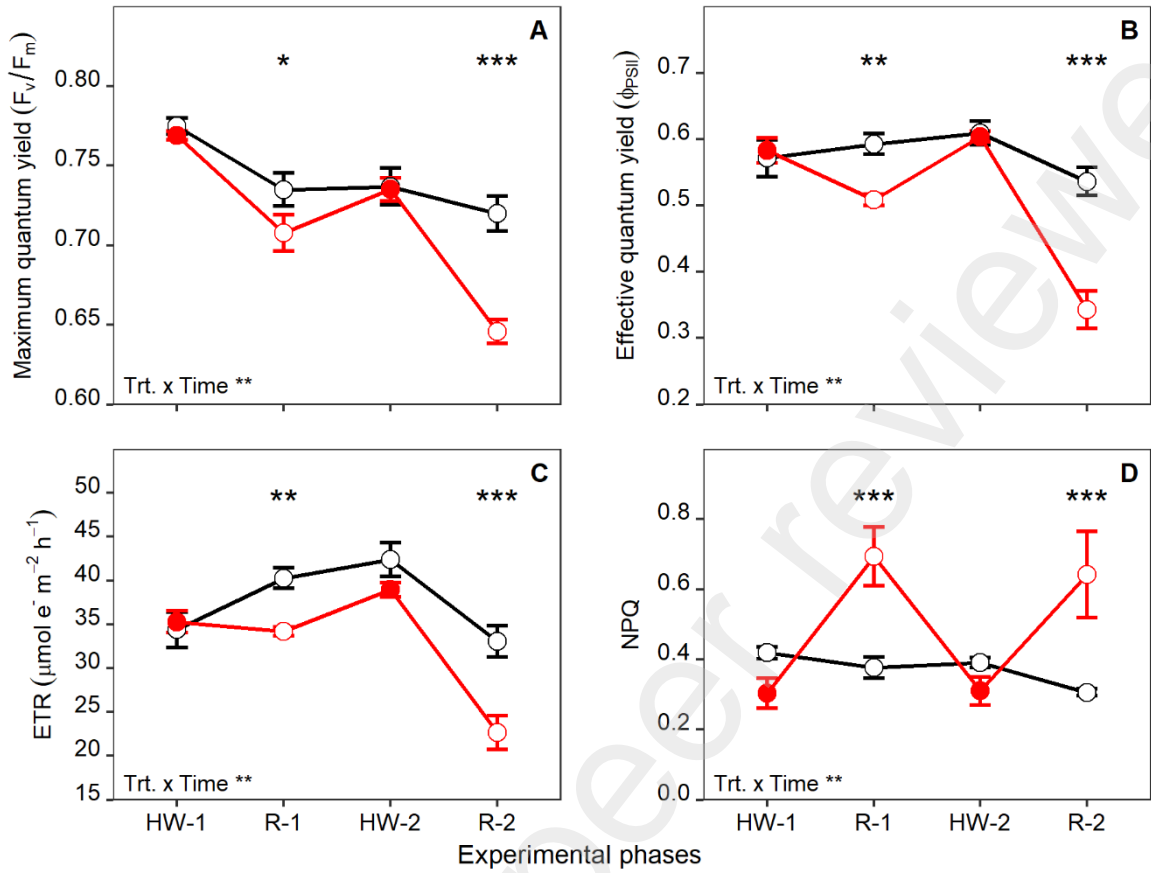 A
Maximum quantum yield (Fv/Fm)
* ***
0.80
0.75
0.70
0.65
0.60
Trt. x Time **
B
Effective quantum yield (ϕPSII)
** ***
0.7
0.6
0.5
0.4
0.3
0.2
Trt. x Time **
C
ETR (μmol e⁻ m⁻² h⁻¹)
** ***
50
45
40
35
30
25
20
15
Trt. x Time **
HW-1 R-1 HW-2 R-2
D
NPQ
*** ***
0.8
0.6
0.4
0.2
0.0
Trt. x Time **
HW-1 R-1 HW-2 R-2
Experimental phases
peer reviewe